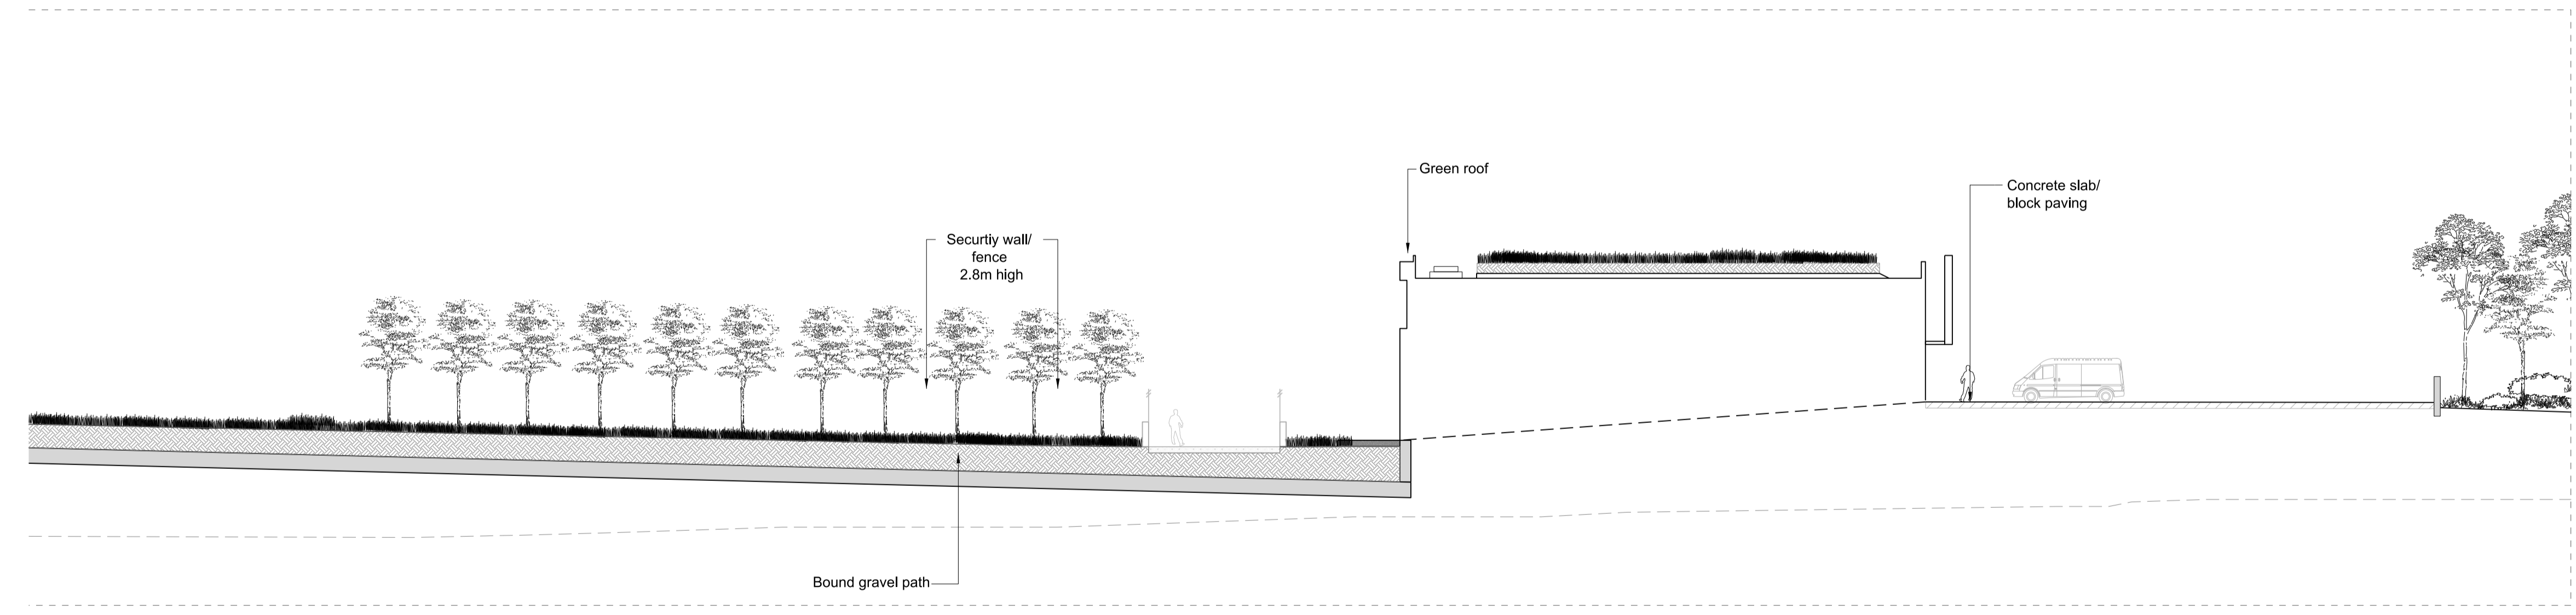 Green roof
Concrete slab/
block paving
Securtiy wall/
fence
2.8m high
Bound gravel path